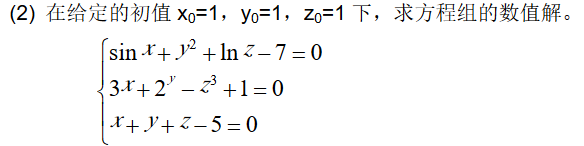 (2) 在给定的初值 x₀=1，y₀=1，z₀=1 下，求方程组的数值解。
sin x + y² + ln z − 7 = 0
3x + 2ʸ − z³ + 1 = 0
x + y + z − 5 = 0